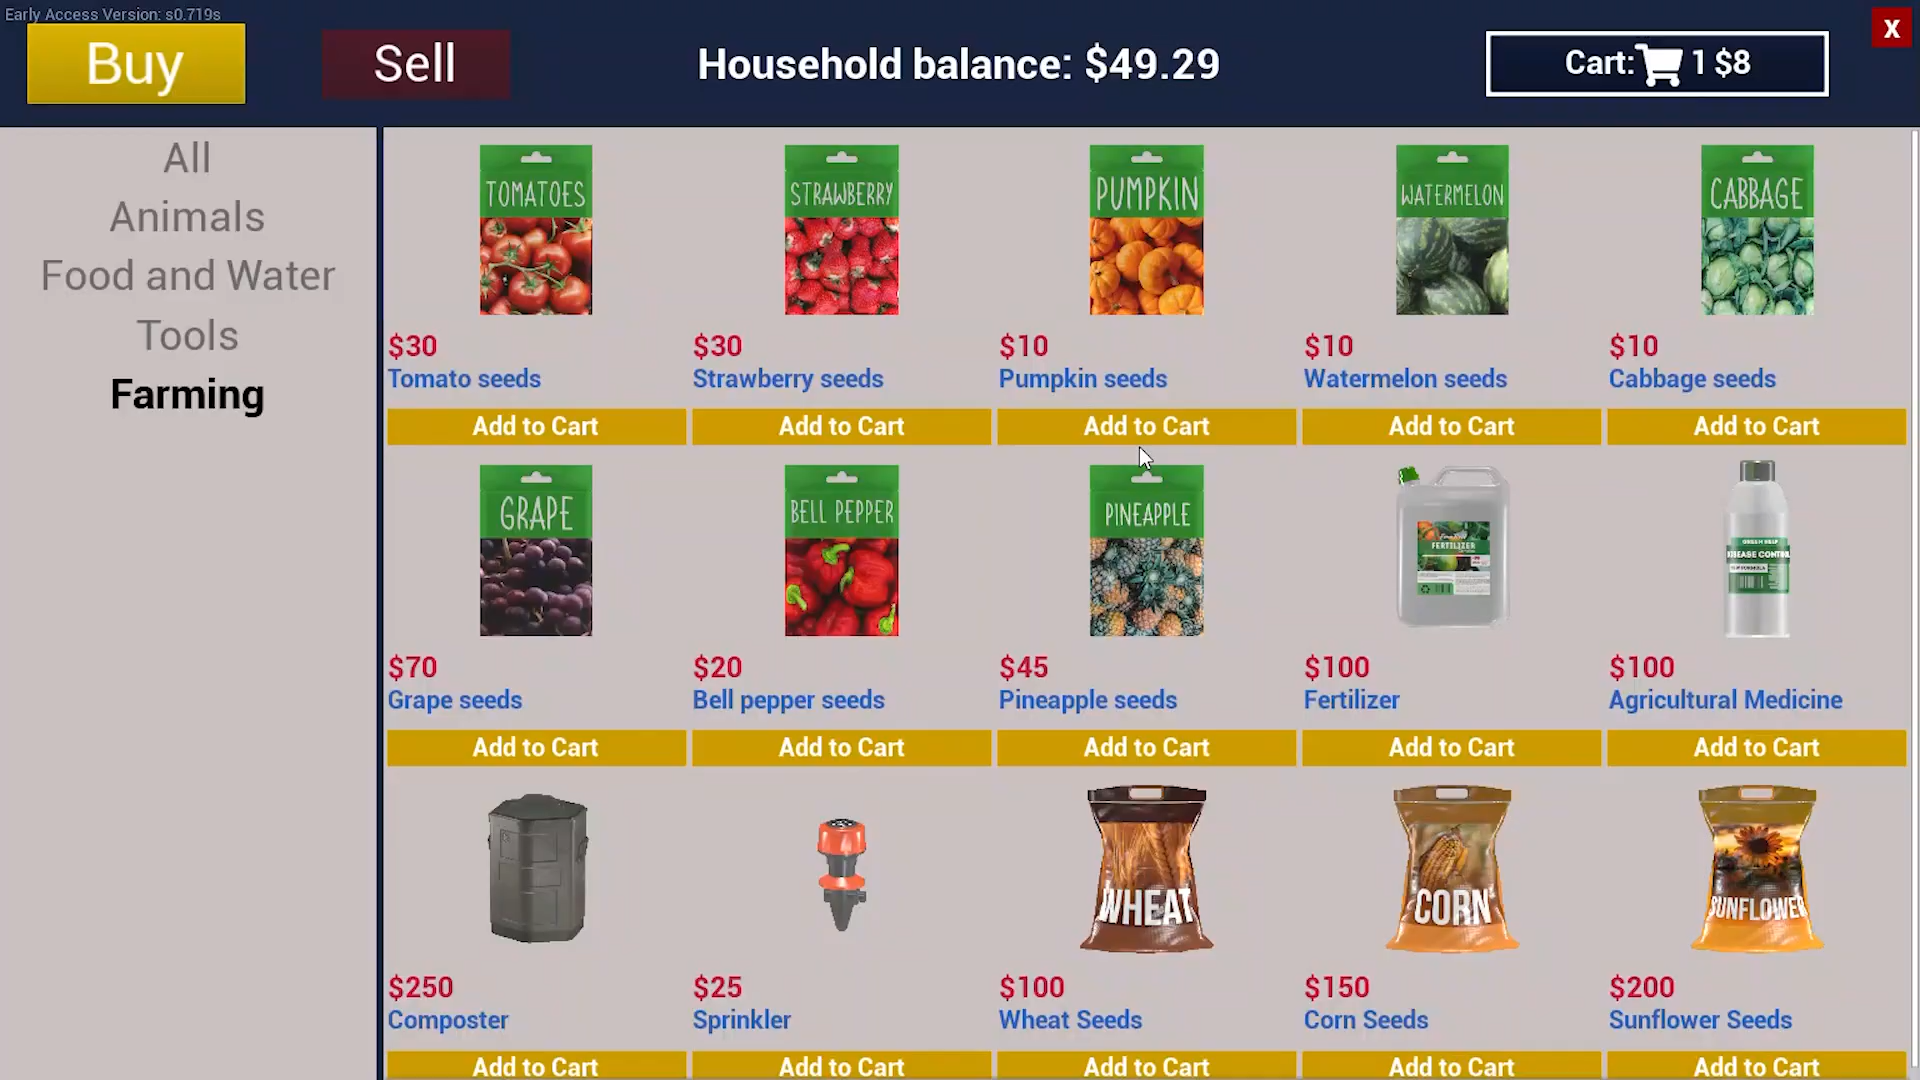 Early Access Version: s0.719s
Buy
Sell
Household balance: $49.29
Cart: 1 $8
X
All
Animals
Food and Water
Tools
Farming
TOMATOES
STRAWBERRY
PUMPKIN
WATERMELON
CABBAGE
$30
$30
$10
$10
$10
Tomato seeds
Strawberry seeds
Pumpkin seeds
Watermelon seeds
Cabbage seeds
Add to Cart
Add to Cart
Add to Cart
Add to Cart
Add to Cart
GRAPE
BELL PEPPER
PINEAPPLE
FERTILIZER
GREEN HELP
$70
$20
$45
$100
$100
Grape seeds
Bell pepper seeds
Pineapple seeds
Fertilizer
Agricultural Medicine
Add to Cart
Add to Cart
Add to Cart
Add to Cart
Add to Cart
WHEAT
CORN
SUNFLOWER
$250
$25
$100
$150
$200
Composter
Sprinkler
Wheat Seeds
Corn Seeds
Sunflower Seeds
Add to Cart
Add to Cart
Add to Cart
Add to Cart
Add to Cart